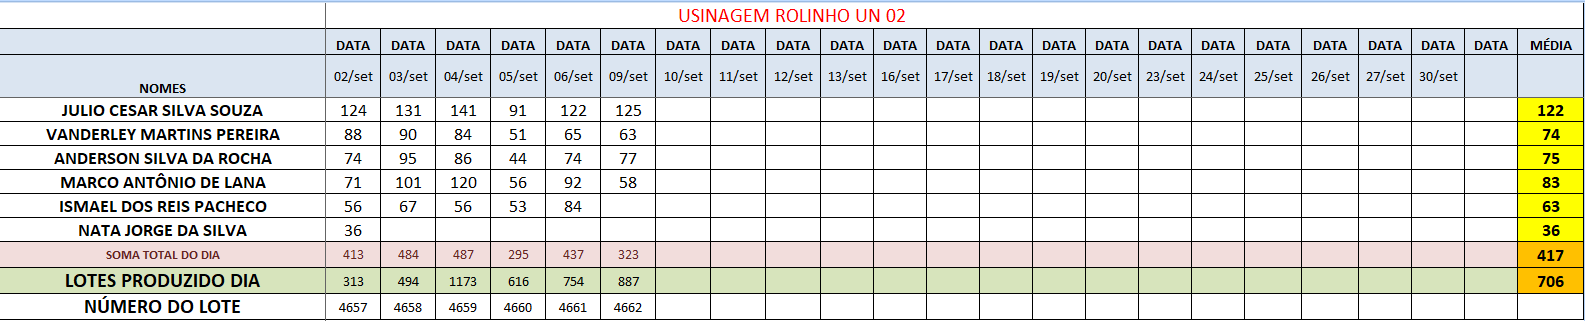 USINAGEM ROLINHO UN 02
DATA DATA DATA DATA DATA DATA DATA DATA DATA DATA DATA DATA DATA DATA DATA DATA DATA DATA DATA DATA DATA DATA MÉDIA
NOMES 02/set 03/set 04/set 05/set 06/set 09/set 10/set 11/set 12/set 13/set 16/set 17/set 18/set 19/set 20/set 23/set 24/set 25/set 26/set 27/set 30/set
JULIO CESAR SILVA SOUZA 124 131 141 91 122 125 122
VANDERLEY MARTINS PEREIRA 88 90 84 51 65 63 74
ANDERSON SILVA DA ROCHA 74 95 86 44 74 77 75
MARCO ANTÔNIO DE LANA 71 101 120 56 92 58 83
ISMAEL DOS REIS PACHECO 56 67 56 53 84 63
NATA JORGE DA SILVA 36 36
SOMA TOTAL DO DIA 413 484 487 295 437 323 417
LOTES PRODUZIDO DIA 313 494 1173 616 754 887 706
NÚMERO DO LOTE 4657 4658 4659 4660 4661 4662